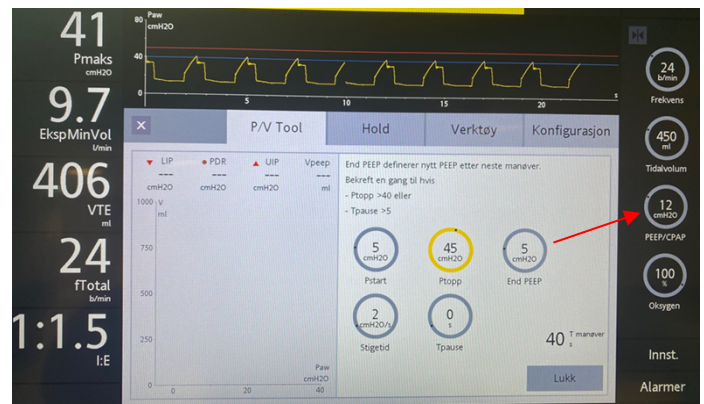 41
Pmaks
cmH2O
9.7
EkspMinVol
l/min
406
VTE
ml
24
fTotal
b/min
1:1.5
I:E
80
Paw
cmH2O
40
0
5
10
15
20
s
X
P/V Tool
Hold
Verktøy
Konfigurasjon
LIP
PDR
UIP
Vpeep
---
---
---
---
cmH2O
cmH2O
cmH2O
ml
1000
V
ml
750
500
250
0
0
20
40
Paw
cmH2O
End PEEP definerer nytt PEEP etter neste manøver.
Bekreft en gang til hvis
- Ptopp >40 eller
- Tpause >5
5
cmH2O
Pstart
45
cmH2O
Ptopp
5
cmH2O
End PEEP
2
cmH2O/s
Stigetid
0
s
Tpause
40
T manøver
s
Lukk
24
b/min
Frekvens
450
ml
Tidalvolum
12
cmH2O
PEEP/CPAP
100
%
Oksygen
Innst.
Alarmer